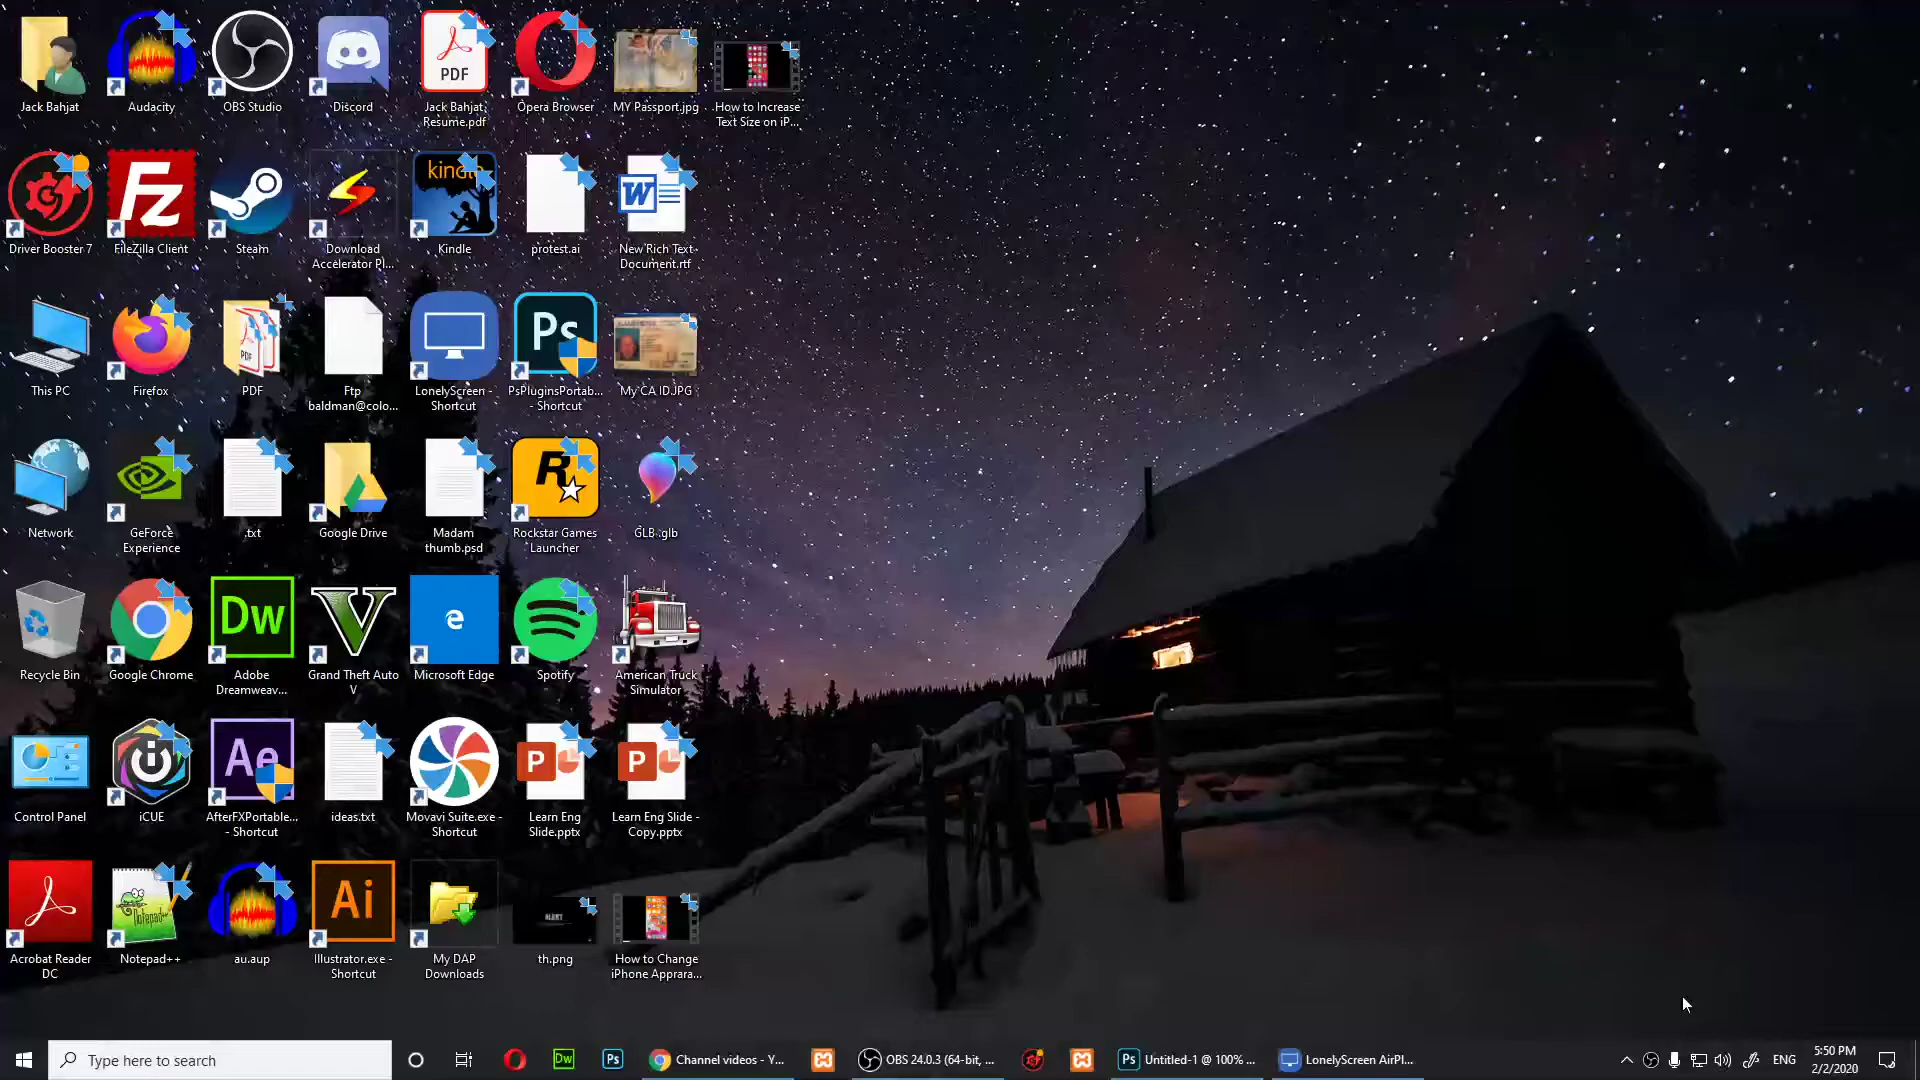 Jack Bahjat
Audacity
OBS Studio
Discord
PDF
Jack Bahjat
Resume.pdf
Opera Browser
MY Passport.jpg
How to Increase
Text Size on iP...
Driver Booster 7
Fz
FileZilla Client
Steam
Download
Accelerator Pl...
Kindle
protest.ai
W
New Rich Text
Document.rtf
This PC
Firefox
PDF
PDF
Ftp
baldman@colo...
LonelyScreen -
Shortcut
Ps
PsPluginsPortab...
- Shortcut
My CA ID.JPG
Network
GeForce
Experience
.txt
Google Drive
Madam
thumb.psd
R
Rockstar Games
Launcher
GLB .glb
Recycle Bin
Google Chrome
Dw
Adobe
Dreamweav...
V
Grand Theft Auto
V
e
Microsoft Edge
Spotify
American Truck
Simulator
Control Panel
iCUE
Ae
AfterFXPortable...
- Shortcut
ideas.txt
Movavi Suite.exe -
Shortcut
P
Learn Eng
Slide.pptx
P
Learn Eng Slide -
Copy.pptx
Acrobat Reader
DC
Notepad++
au.aup
Ai
Illustrator.exe -
Shortcut
My DAP
Downloads
th.png
How to Change
iPhone Apprara...
Type here to search
Dw
Ps
Channel videos - Y...
OBS 24.0.3 (64-bit, ...
Ps
Untitled-1 @ 100% ...
LonelyScreen AirPl...
ENG
5:50 PM
2/2/2020